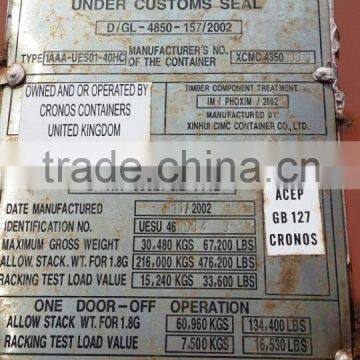 UNDER CUSTOMS SEAL
D/GL-4850-157/2002
TYPE 1AAA-UES01-40HC MANUFACTURER'S NO. OF THE CONTAINER XCMC 4350
OWNED AND OR OPERATED BY
CRONOS CONTAINERS
UNITED KINGDOM
TIMBER COMPONENT TREATMENT
IM / PHOXIM / 2002
MANUFACTURED BY
XINHUI CIMC CONTAINER CO., LTD.
trade.china.cn
DATE MANUFACTURED 11/2002
IDENTIFICATION NO. UESU 46
MAXIMUM GROSS WEIGHT 30,480 KGS 67,200 LBS
ALLOW. STACK. WT. FOR 1.8G 216,000 KGS 476,200 LBS
RACKING TEST LOAD VALUE 15,240 KGS 33,600 LBS
ACEP
GB 127
CRONOS
ONE DOOR-OFF OPERATION
ALLOW STACK WT. FOR 1.8G 60,960 KGS 134,400 LBS
RACKING TEST LOAD VALUE 7,500 KGS 16,530 LBS